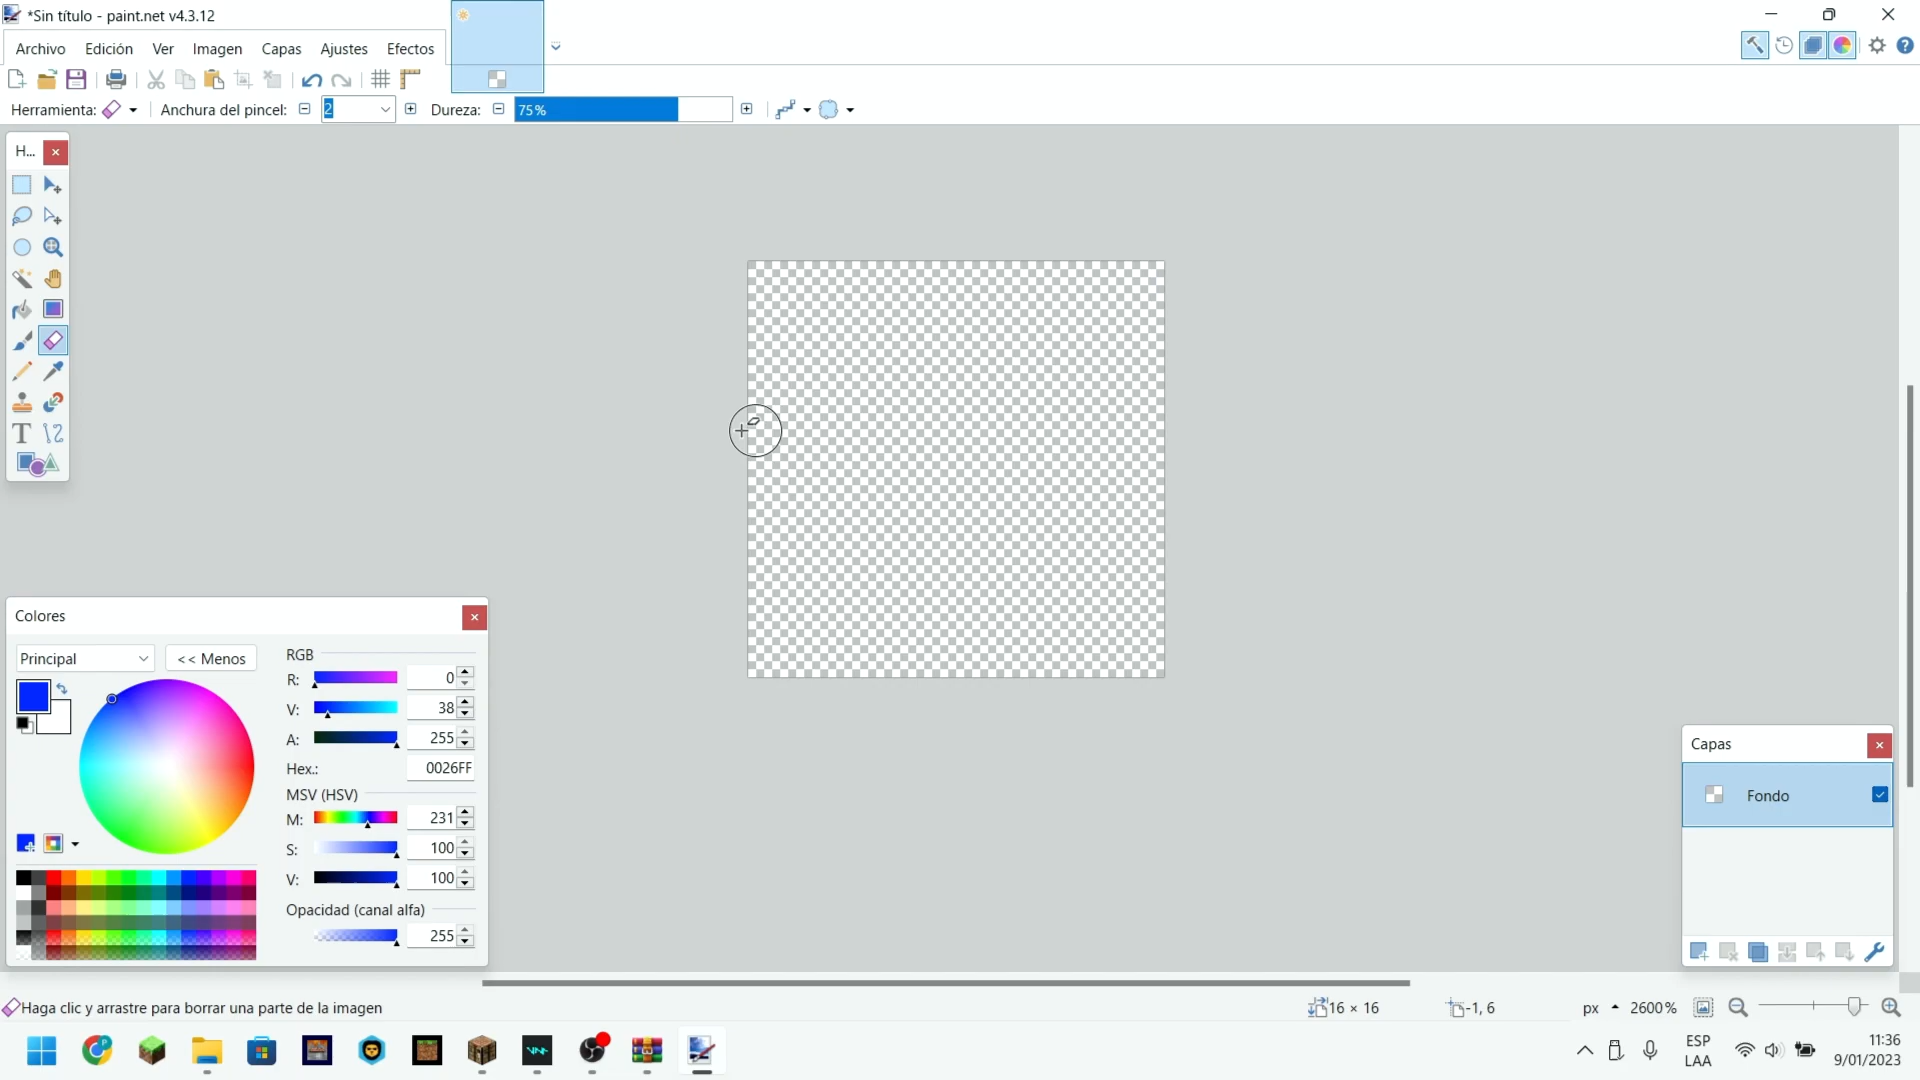 *Sin título - paint.net v4.3.12
Archivo Edición Ver Imagen Capas Ajustes Efectos
Herramienta: Anchura del pincel: 2 Dureza: 75%
H...
Colores
Principal << Menos
RGB
R: 0
V: 38
A: 255
Hex.: 0026FF
MSV (HSV)
M: 231
S: 100
V: 100
Opacidad (canal alfa)
255
Capas
Fondo
Haga clic y arrastre para borrar una parte de la imagen
16 × 16
-1, 6
px 2600%
ESP
LAA
11:36
9/01/2023